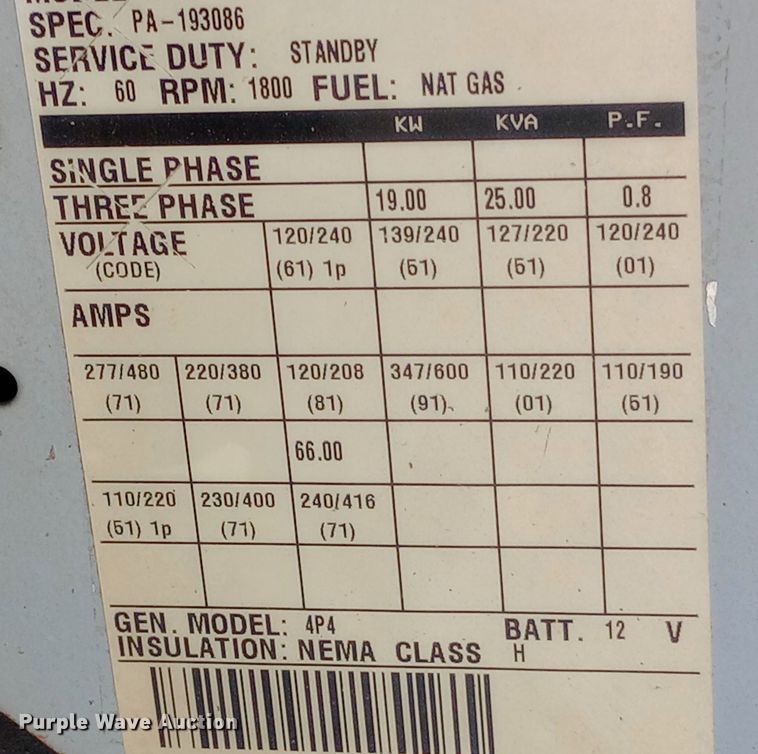 SPEC. PA-193086
SERVICE DUTY: STANDBY
HZ: 60 RPM: 1800 FUEL: NAT GAS
KW KVA P.F.
SINGLE PHASE
THREE PHASE 19.00 25.00 0.8
VOLTAGE 120/240 139/240 127/220 120/240
(CODE) (61) 1p (51) (51) (01)
AMPS
277/480 220/380 120/208 347/600 110/220 110/190
(71) (71) (81) (91) (01) (51)
66.00
110/220 230/400 240/416
(51) 1p (71) (71)
GEN. MODEL: 4P4 BATT. 12 V
INSULATION: NEMA CLASS H
Purple Wave Auction